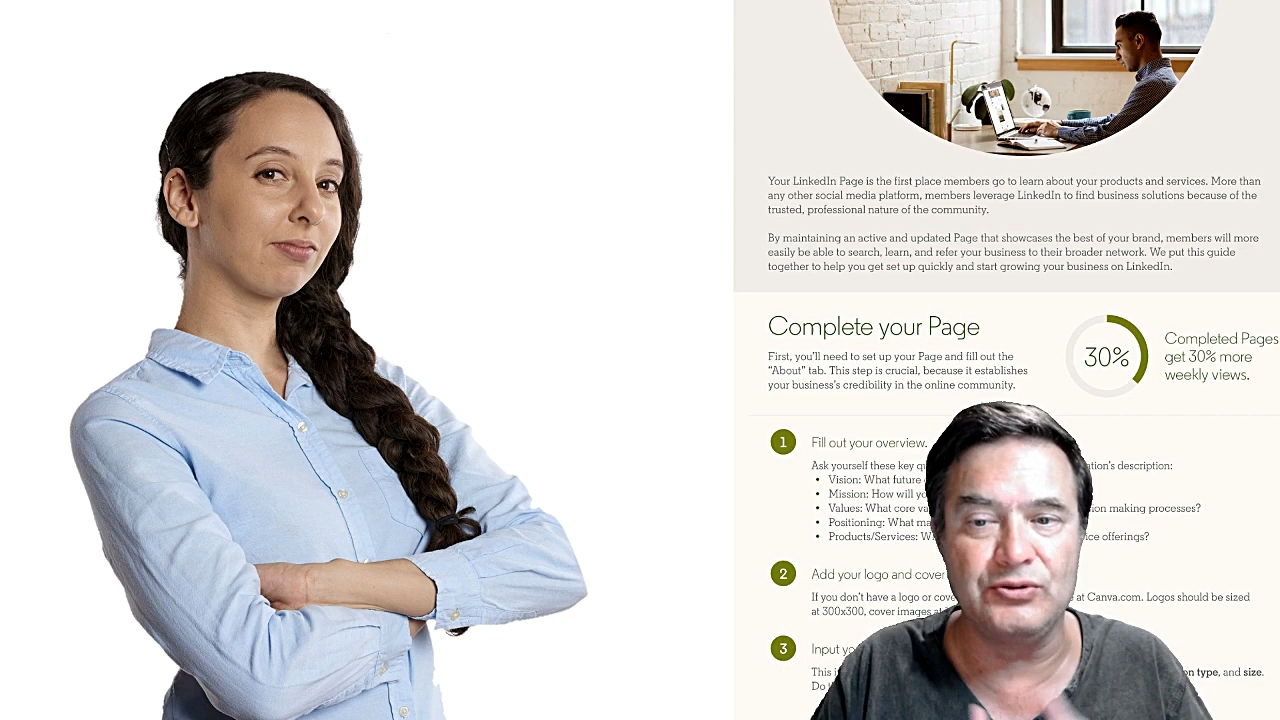 Your LinkedIn Page is the first place members go to learn about your products and services. More than
any other social media platform, members leverage LinkedIn to find business solutions because of the
trusted, professional nature of the community.
By maintaining an active and updated Page that showcases the best of your brand, members will more
easily be able to search, learn, and refer your business to their broader network. We put this guide
together to help you get set up quickly and start growing your business on LinkedIn.
Complete your Page
First, you'll need to set up your Page and fill out the
"About" tab. This step is crucial, because it establishes
your business's credibility in the online community.
30%
Completed Pages
get 30% more
weekly views.
1 Fill out your overview.
Ask yourself these key description:
• Vision: What future
• Mission: How will
• Values: What core making processes?
• Positioning: What
• Products/Services: offerings?
2 Add your logo and cover
If you don't have a logo or at Canva.com. Logos should be sized
at 300x300, cover images at
3 Input
This type, and size.